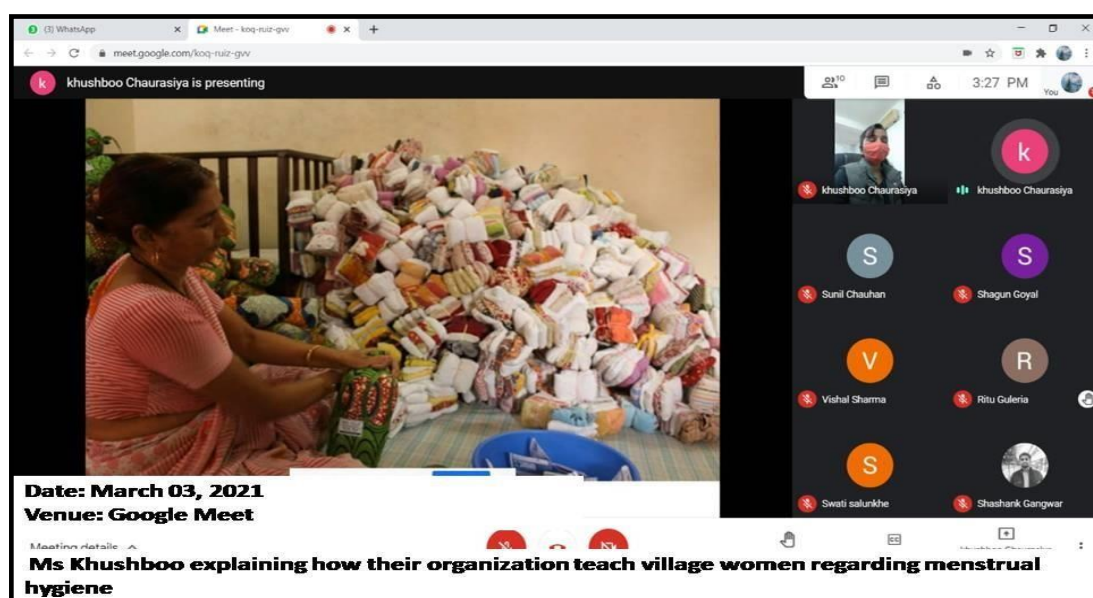 (3) WhatsApp
Meet - koq-ruiz-gvv
meet.google.com/koq-ruiz-gvv
k
khushboo Chaurasiya is presenting
10
3:27 PM
You
khushboo Chaurasiya
k
khushboo Chaurasiya
S
Sunil Chauhan
S
Shagun Goyal
V
Vishal Sharma
R
Ritu Guleria
S
Swati salunkhe
Shashank Gangwar
Date: March 03, 2021
Venue: Google Meet
Meeting details
Ms Khushboo explaining how their organization teach village women regarding menstrual
hygiene